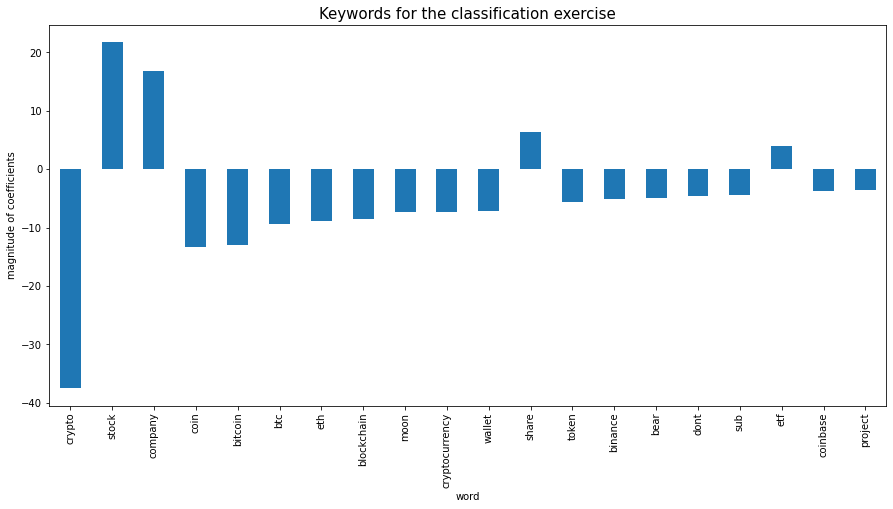 Keywords for the classification exercise
magnitude of coefficients
20
10
0
−10
−20
−30
−40
crypto
stock
company
coin
bitcoin
btc
eth
blockchain
moon
cryptocurrency
wallet
share
token
binance
bear
dont
sub
etf
coinbase
project
word